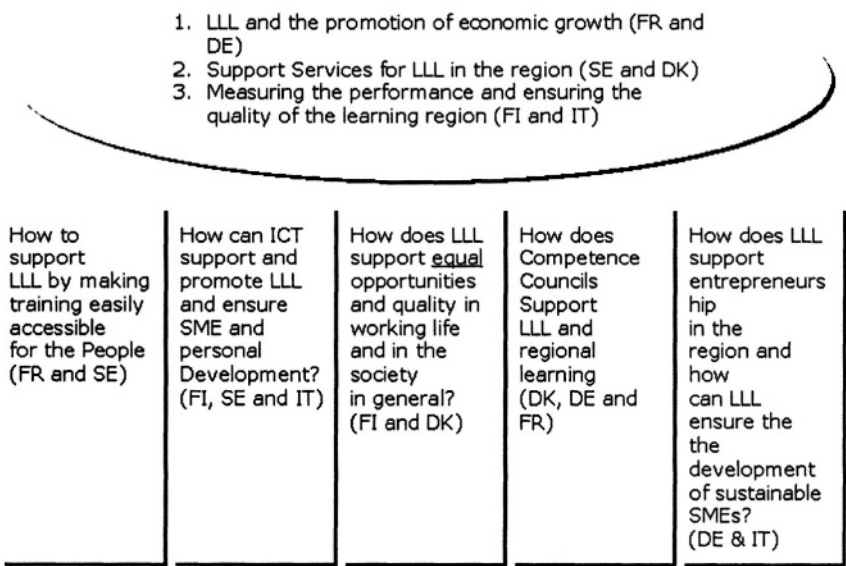 1. LLL and the promotion of economic growth (FR and
DE)
2. Support Services for LLL in the region (SE and DK)
3. Measuring the performance and ensuring the
quality of the learning region (FI and IT)
How to
support
LLL by making
training easily
accessible
for the People
(FR and SE)
How can ICT
support and
promote LLL
and ensure
SME and
personal
Development?
(FI, SE and IT)
How does LLL
support equal
opportunities
and quality in
working life
and in the
society
in general?
(FI and DK)
How does
Competence
Councils
Support
LLL and
regional
learning
(DK, DE and
FR)
How does LLL
support
entrepreneurs
hip
in the
region and
how
can LLL
ensure the
the
development
of sustainable
SMEs?
(DE & IT)